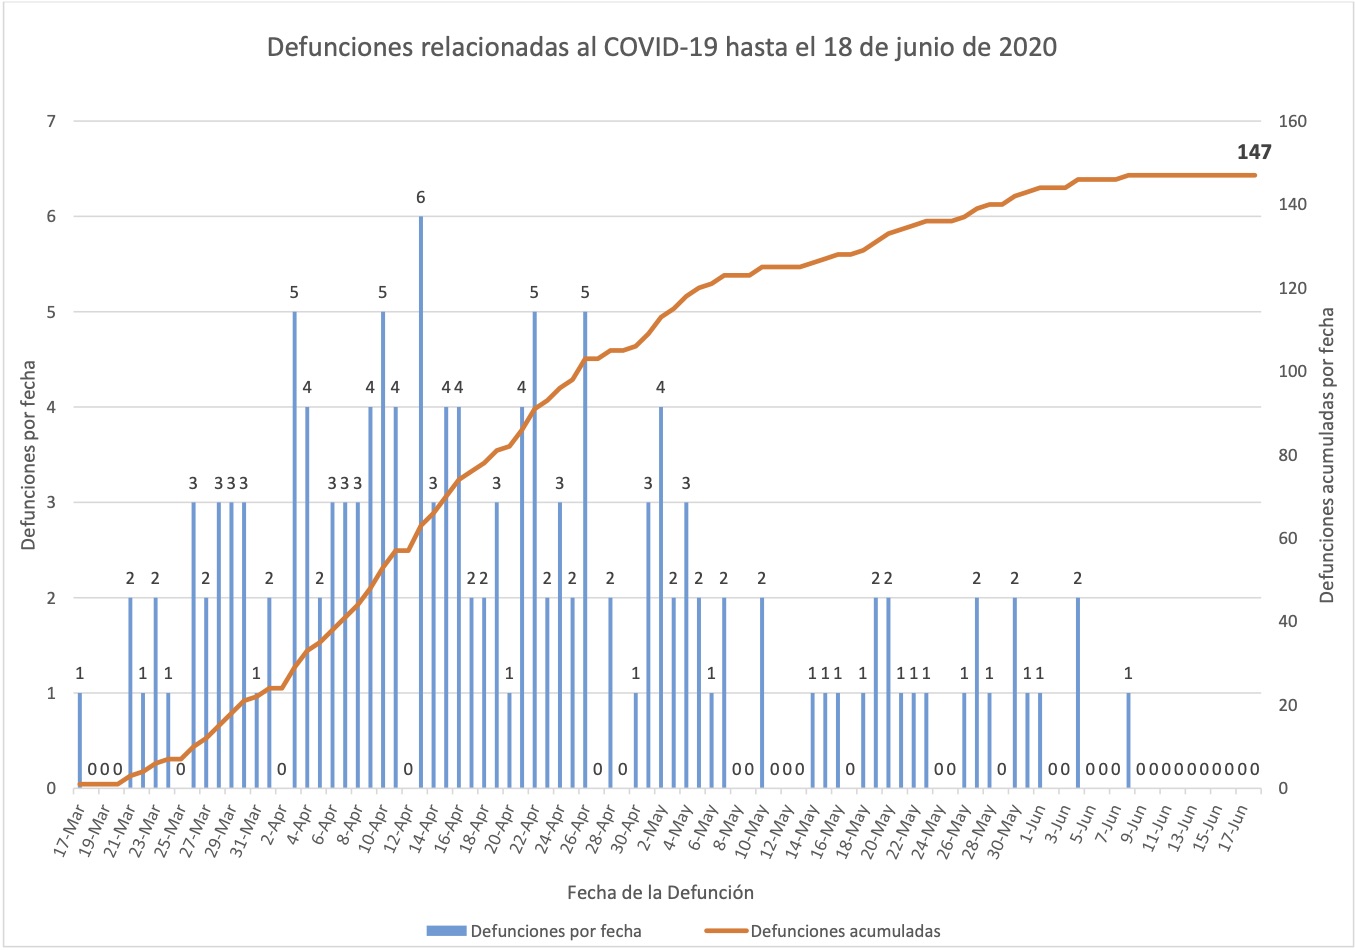 Defunciones relacionadas al COVID-19 hasta el 18 de junio de 2020
7 160
147
6 140
6
5 5 5 5 120
5
4 4 4 4 4 4 4 4 100
4
3 3 3 3 3 3 3 3 3 3 3 3 80
3
2 2 2 2 2 2 2 2 2 2 2 2 2 2 2 2 2 2 2 60
2 40
1 1 1 1 1 1 1 1 1 1 1 1 1 1 1 1 1 1 1
1 20
0 0 0 0 0 0 0 0 0 0 0 0 0 0 0 0 0 0 0 0 0 0 0 0 0 0 0 0 0 0 0 0 0
0 0
Defunciones por fecha
Defunciones acumuladas por fecha
17-Mar
19-Mar
21-Mar
23-Mar
25-Mar
27-Mar
29-Mar
31-Mar
2-Apr
4-Apr
6-Apr
8-Apr
10-Apr
12-Apr
14-Apr
16-Apr
18-Apr
20-Apr
22-Apr
24-Apr
26-Apr
28-Apr
30-Apr
2-May
4-May
6-May
8-May
10-May
12-May
14-May
16-May
18-May
20-May
22-May
24-May
26-May
28-May
30-May
1-Jun
3-Jun
5-Jun
7-Jun
9-Jun
11-Jun
13-Jun
15-Jun
17-Jun
Fecha de la Defunción
Defunciones por fecha Defunciones acumuladas